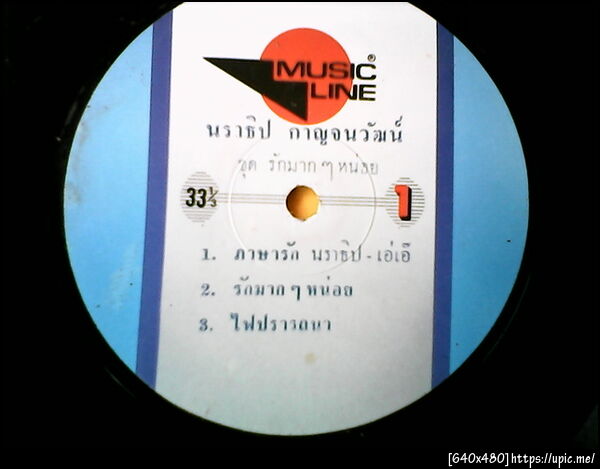 MUSIC®
LINE
นราธิป กาญจนวัฒน์
ชุด รักมาก ๆ หน่อย
33⅓ 1
1. ภาษารัก นราธิป - เอ๋เอ๊
2. รักมาก ๆ หน่อย
3. ไฟปรารถนา
[640x480]https://upic.me/